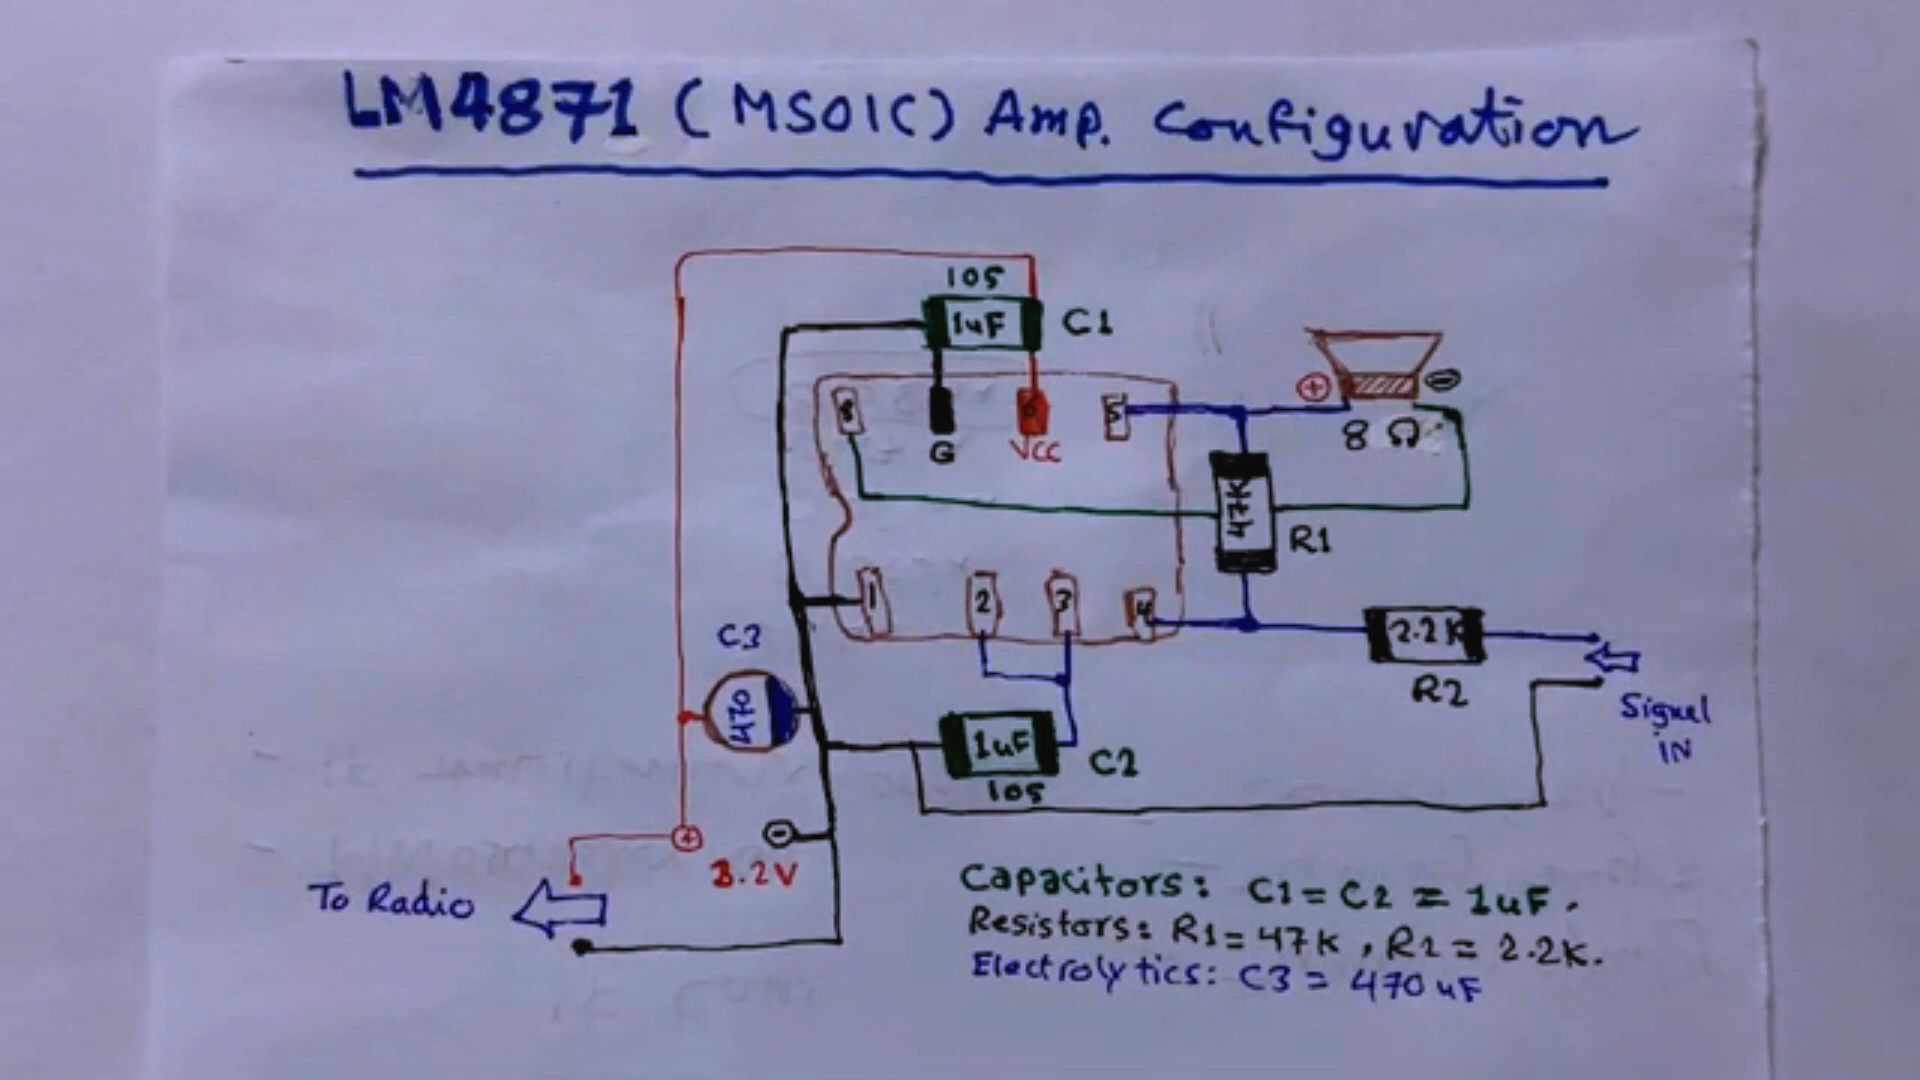 LM4871 (MSOIC) Amp. Configuration
105
1uF C1
+ -
8 G 6 VCC 5
8 Ω
47K
R1
1 2 3 4
2.2K
R2
C3
470
Signal
IN
1uF C2
105
+ -
3.2V
To Radio
Capacitors: C1 = C2 = 1uF.
Resistors: R1 = 47K, R2 = 2.2K.
Electrolytics: C3 = 470uF